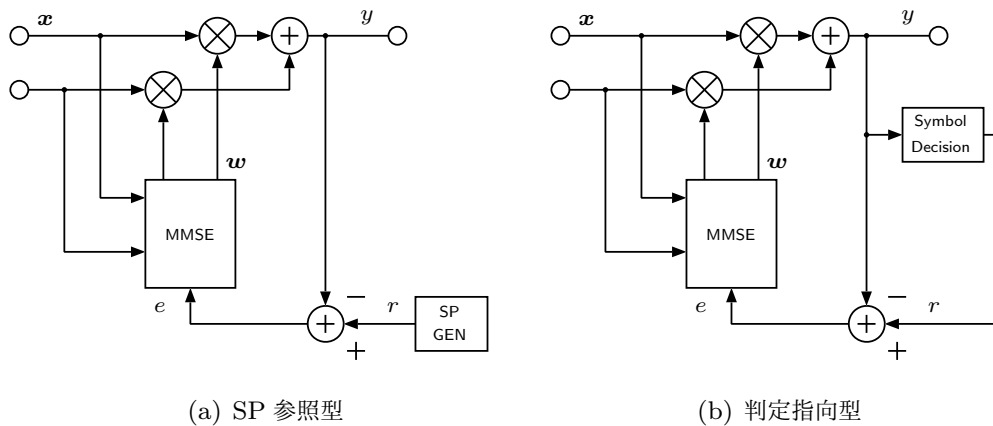 x
y
w
MMSE
e
−
r
+
SP
GEN
(a) SP 参照型
x
y
Symbol
Decision
w
MMSE
e
−
r
+
(b) 判定指向型